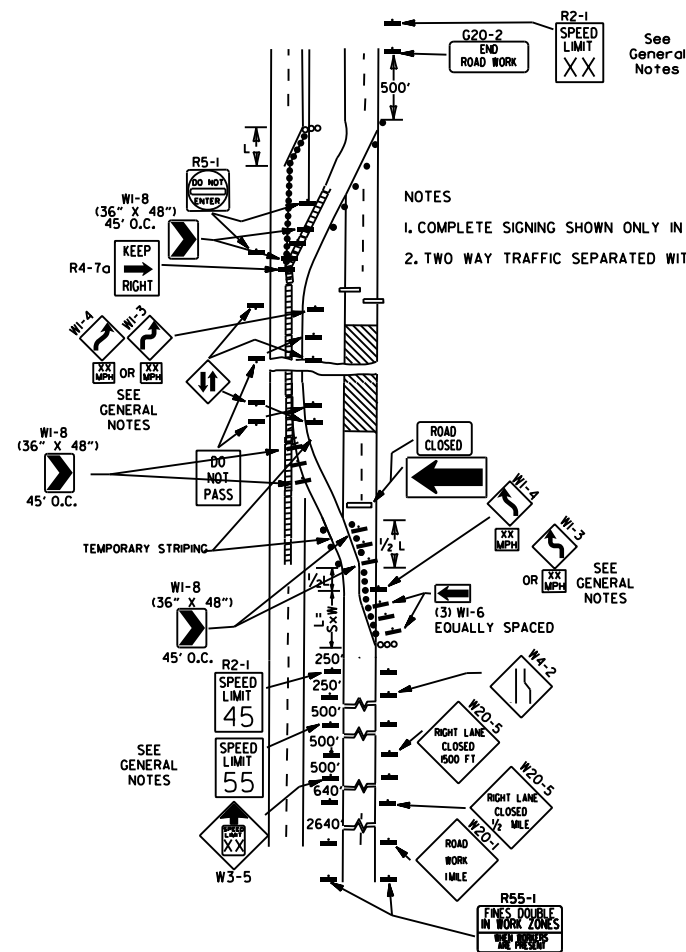 R2-1
SPEED
LIMIT
XX
See
General
Notes
G20-2
END
ROAD WORK
500'
L
R5-1
DO NOT
ENTER
W1-8
(36" X 48")
45' O.C.
KEEP
RIGHT
R4-7a
NOTES
1. COMPLETE SIGNING SHOWN ONLY IN
2. TWO WAY TRAFFIC SEPARATED WIT
W1-4
W1-3
XX
MPH
OR
XX
MPH
SEE
GENERAL
NOTES
W1-8
(36" X 48")
45' O.C.
DO
NOT
PASS
ROAD
CLOSED
W1-4
XX
MPH
W1-3
OR
XX
MPH
SEE
GENERAL
NOTES
TEMPORARY STRIPING
1/2 L
1/2 L
L=
SxW
W1-8
(36" X 48")
45' O.C.
(3) W1-6
EQUALLY SPACED
R2-1
SPEED
LIMIT
45
250'
250'
500'
500'
500'
640'
2640'
W4-2
SEE
GENERAL
NOTES
SPEED
LIMIT
55
W20-5
RIGHT LANE
CLOSED
1500 FT
W20-5
RIGHT LANE
CLOSED
1/2 MILE
SPEED
LIMIT
XX
W3-5
W20-1
ROAD
WORK
1 MILE
R55-1
FINES DOUBLE
IN WORK ZONES
WHEN WORKERS
ARE PRESENT